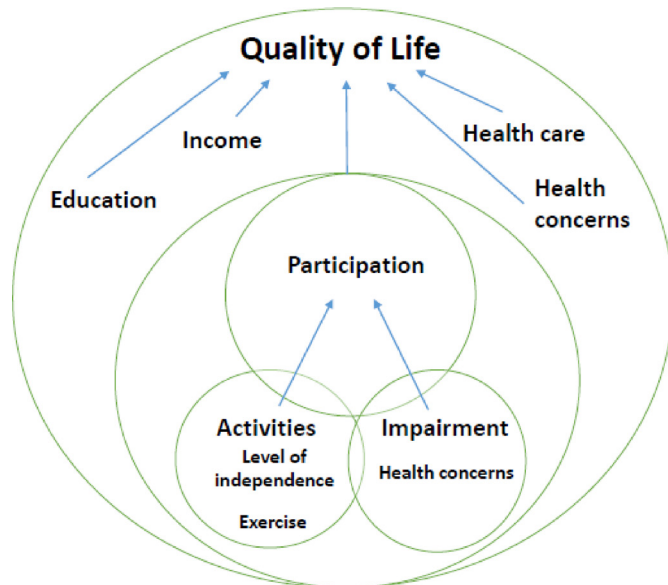 Quality of Life
Income
Health care
Education
Health
concerns
Participation
Activities
Level of
independence
Exercise
Impairment
Health concerns